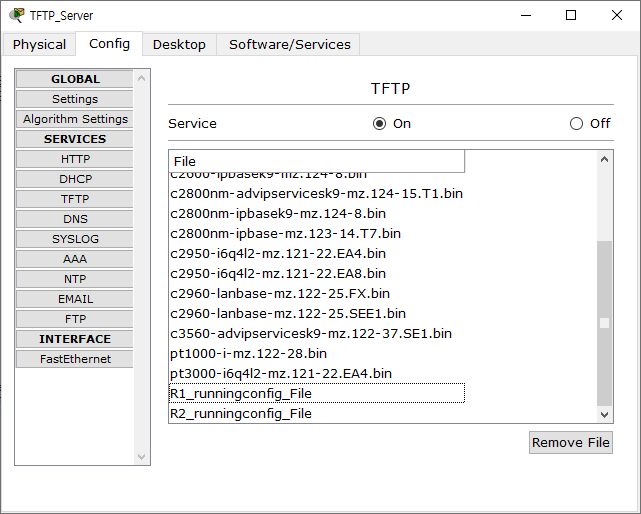 TFTP_Server
Physical Config Desktop Software/Services
GLOBAL
Settings
Algorithm Settings
SERVICES
HTTP
DHCP
TFTP
DNS
SYSLOG
AAA
NTP
EMAIL
FTP
INTERFACE
FastEthernet
TFTP
Service On Off
File
c2600-ipbasek9-mz.124-8.bin
c2800nm-advipservicesk9-mz.124-15.T1.bin
c2800nm-ipbasek9-mz.124-8.bin
c2800nm-ipbase-mz.123-14.T7.bin
c2950-i6q4l2-mz.121-22.EA4.bin
c2950-i6q4l2-mz.121-22.EA8.bin
c2960-lanbase-mz.122-25.FX.bin
c2960-lanbase-mz.122-25.SEE1.bin
c3560-advipservicesk9-mz.122-37.SE1.bin
pt1000-i-mz.122-28.bin
pt3000-i6q4l2-mz.121-22.EA4.bin
R1_runningconfig_File
R2_runningconfig_File
Remove File